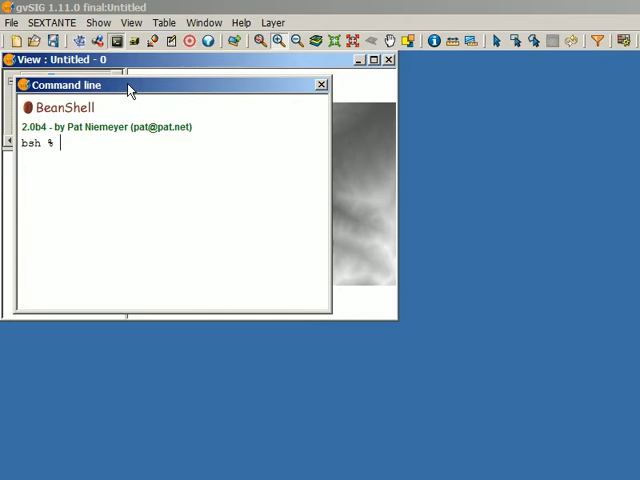 gvSIG 1.11.0 final:Untitled
File SEXTANTE Show View Table Window Help Layer
View : Untitled - 0
Command line
BeanShell
2.0b4 - by Pat Niemeyer (pat@pat.net)
bsh %